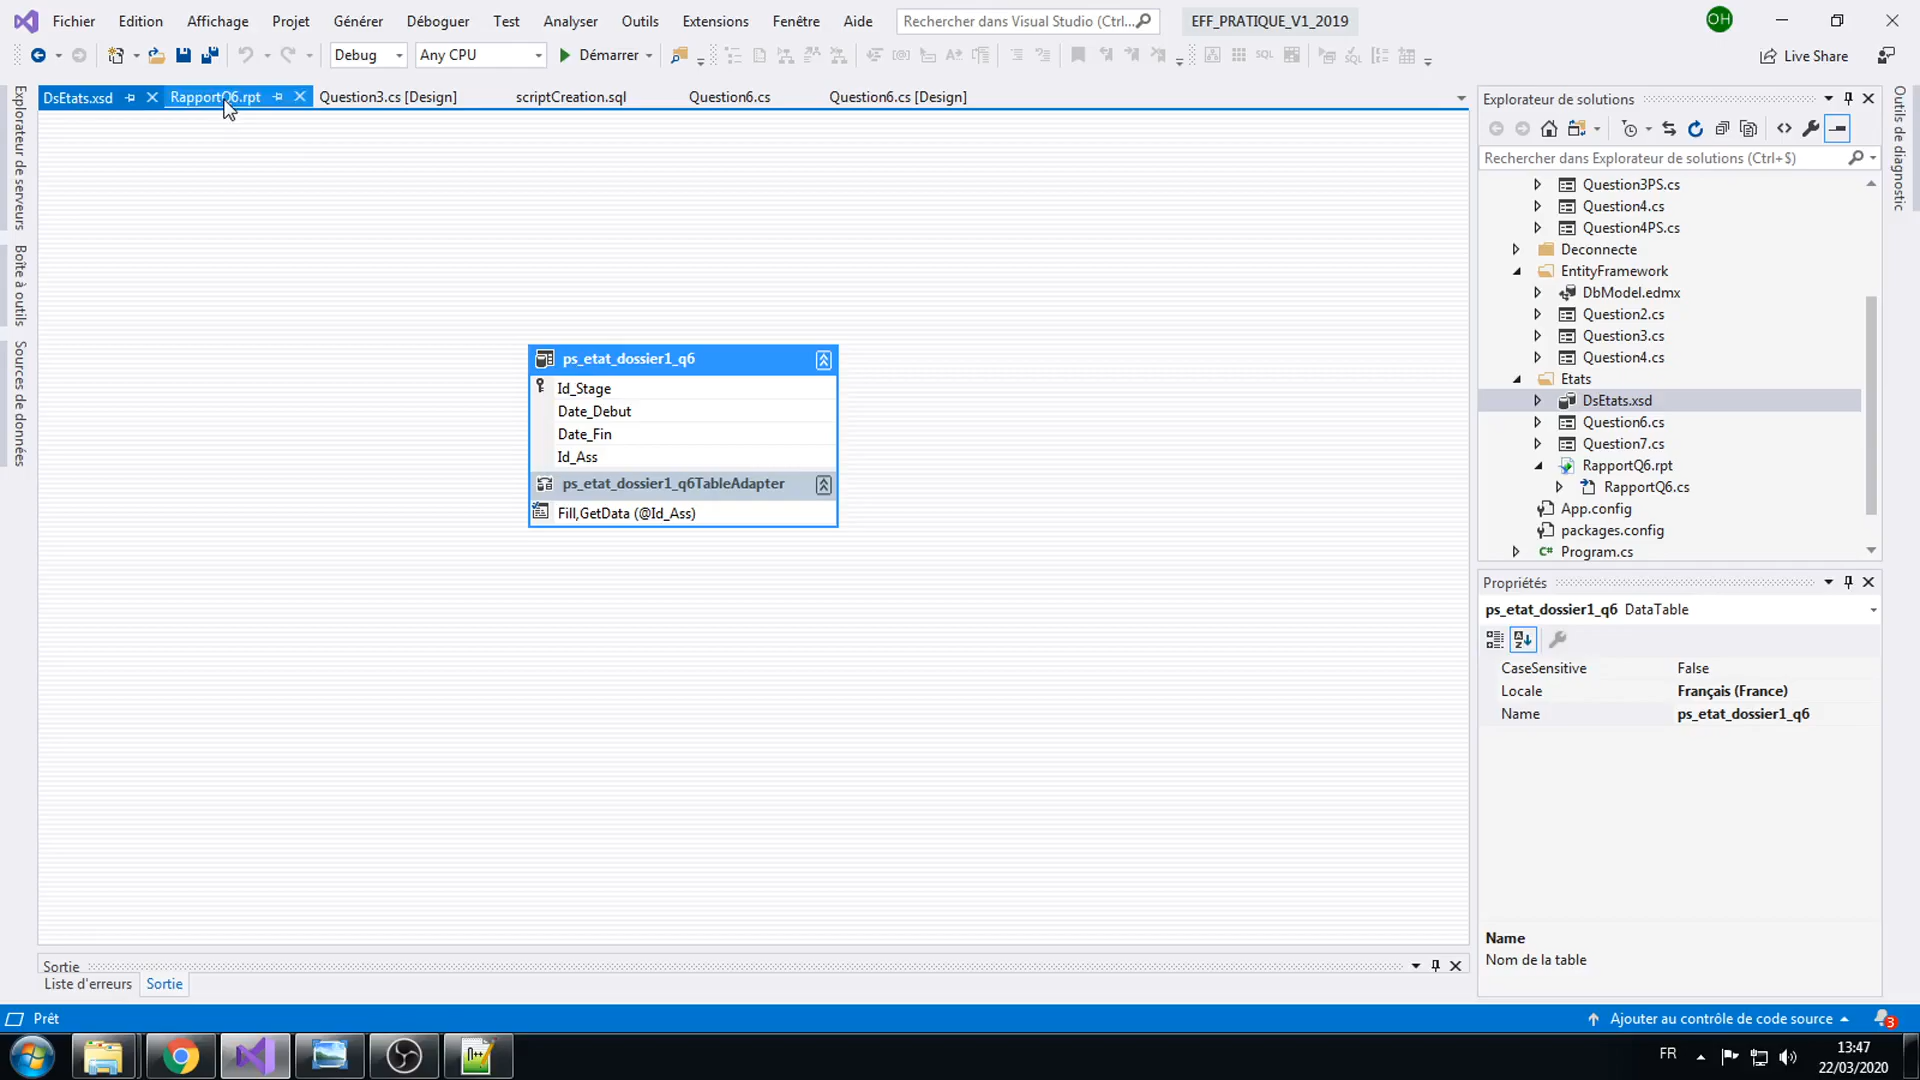 Fichier Edition Affichage Projet Générer Déboguer Test Analyser Outils Extensions Fenêtre Aide Rechercher dans Visual Studio (Ctrl... EFF_PRATIQUE_V1_2019 OH
Debug Any CPU Démarrer SQL Live Share
DsEtats.xsd RapportQ6.rpt Question3.cs [Design] scriptCreation.sql Question6.cs Question6.cs [Design]
Explorateur de serveurs
Boîte à outils
Sources de données
ps_etat_dossier1_q6
Id_Stage
Date_Debut
Date_Fin
Id_Ass
ps_etat_dossier1_q6TableAdapter
Fill,GetData (@Id_Ass)
Explorateur de solutions
Rechercher dans Explorateur de solutions (Ctrl+$)
Question3PS.cs
Question4.cs
Question4PS.cs
Deconnecte
EntityFramework
DbModel.edmx
Question2.cs
Question3.cs
Question4.cs
Etats
DsEtats.xsd
Question6.cs
Question7.cs
RapportQ6.rpt
RapportQ6.cs
App.config
packages.config
C# Program.cs
Outils de diagnostic
Propriétés
ps_etat_dossier1_q6 DataTable
CaseSensitive False
Locale Français (France)
Name ps_etat_dossier1_q6
Name
Nom de la table
Sortie
Liste d'erreurs Sortie
Prêt
Ajouter au contrôle de code source 3
FR
13:47
22/03/2020